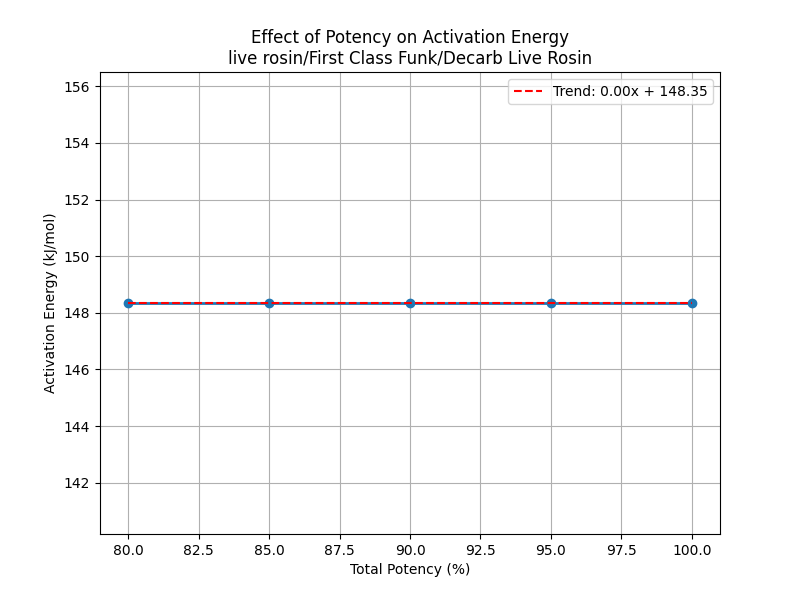 Effect of Potency on Activation Energy
live rosin/First Class Funk/Decarb Live Rosin
Trend: 0.00x + 148.35
156
154
152
150
148
146
144
142
Activation Energy (kJ/mol)
80.0 82.5 85.0 87.5 90.0 92.5 95.0 97.5 100.0
Total Potency (%)